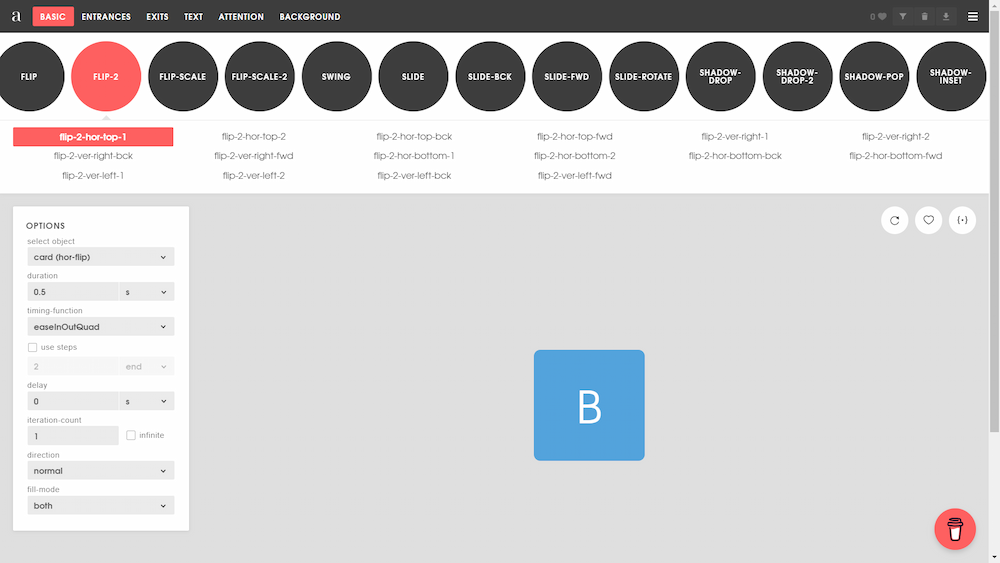 a BASIC ENTRANCES EXITS TEXT ATTENTION BACKGROUND 0
FLIP FLIP-2 FLIP-SCALE FLIP-SCALE-2 SWING SLIDE SLIDE-BCK SLIDE-FWD SLIDE-ROTATE SHADOW-DROP SHADOW-DROP-2 SHADOW-POP SHADOW-INSET
flip-2-hor-top-1 flip-2-hor-top-2 flip-2-hor-top-bck flip-2-hor-top-fwd flip-2-ver-right-1 flip-2-ver-right-2
flip-2-ver-right-bck flip-2-ver-right-fwd flip-2-hor-bottom-1 flip-2-hor-bottom-2 flip-2-hor-bottom-bck flip-2-hor-bottom-fwd
flip-2-ver-left-1 flip-2-ver-left-2 flip-2-ver-left-bck flip-2-ver-left-fwd
OPTIONS
select object
card (hor-flip)
duration
0.5 s
timing-function
easeInOutQuad
use steps
2 end
delay
0 s
iteration-count
1 infinite
direction
normal
fill-mode
both
B